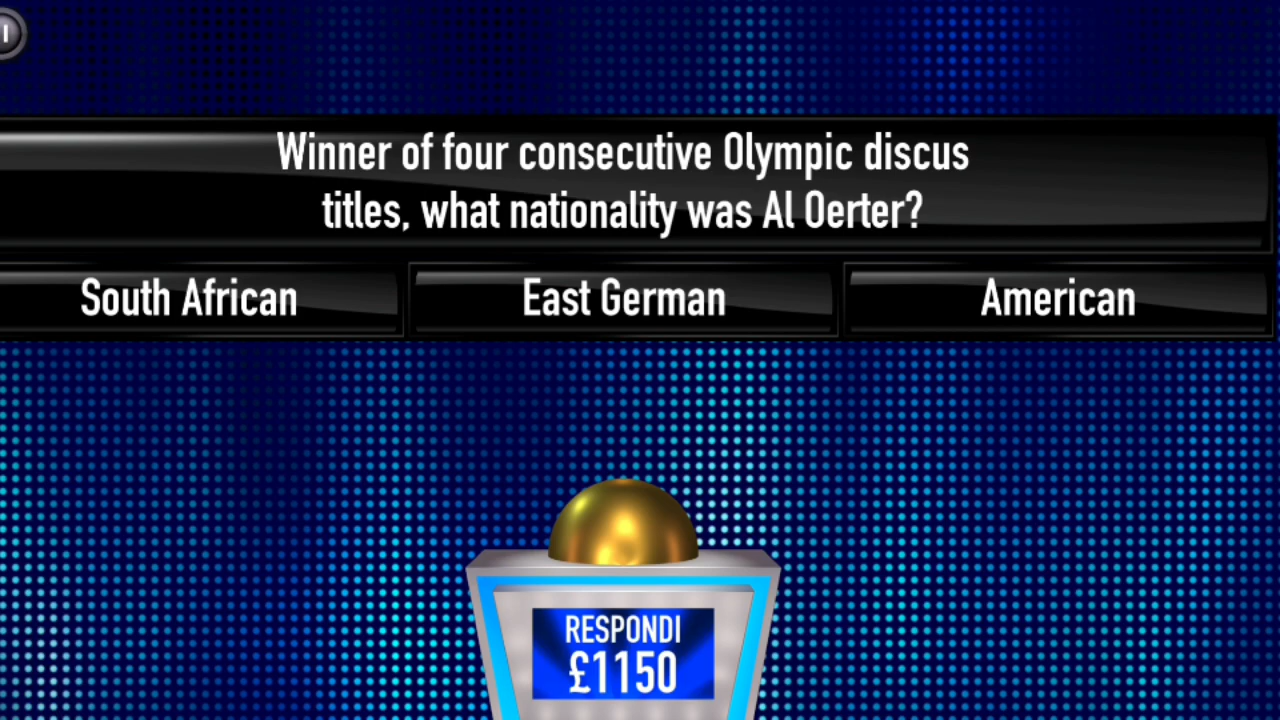 Winner of four consecutive Olympic discus
titles, what nationality was Al Oerter?
South African
East German
American
RESPONDI
£1150